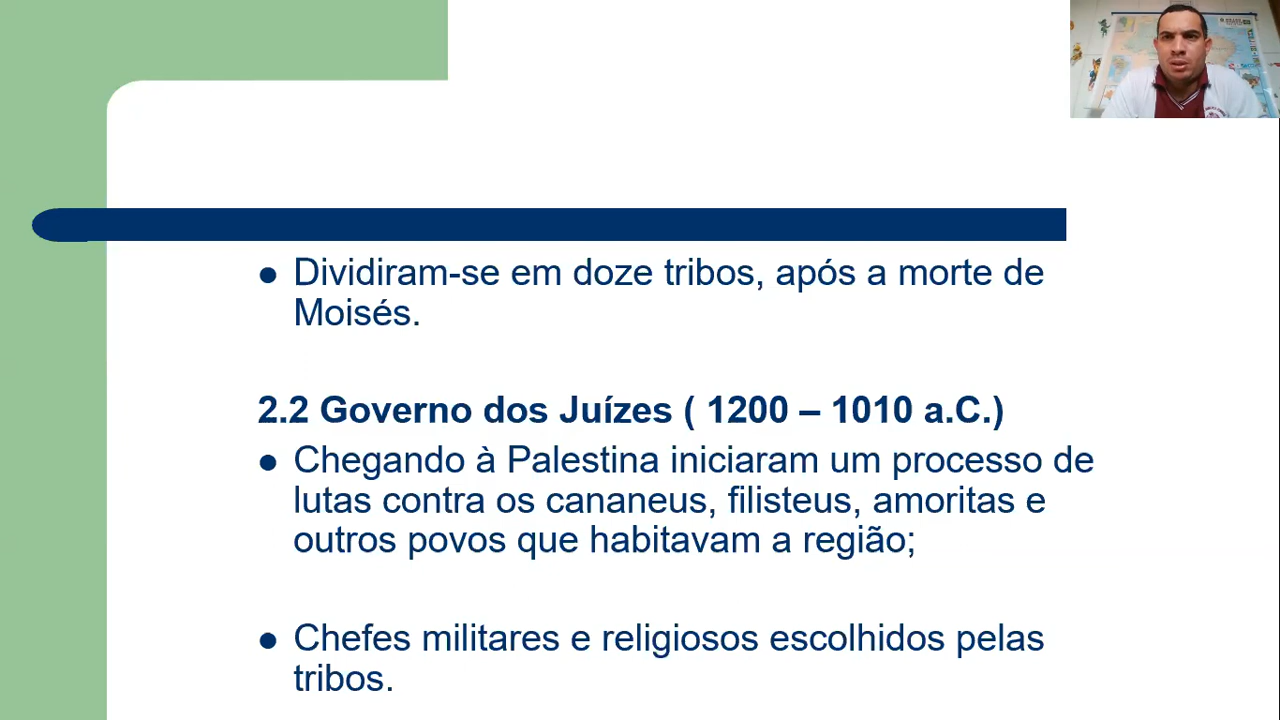 Dividiram-se em doze tribos, após a morte de
Moisés.
2.2 Governo dos Juízes ( 1200 – 1010 a.C.)
Chegando à Palestina iniciaram um processo de
lutas contra os cananeus, filisteus, amoritas e
outros povos que habitavam a região;
Chefes militares e religiosos escolhidos pelas
tribos.